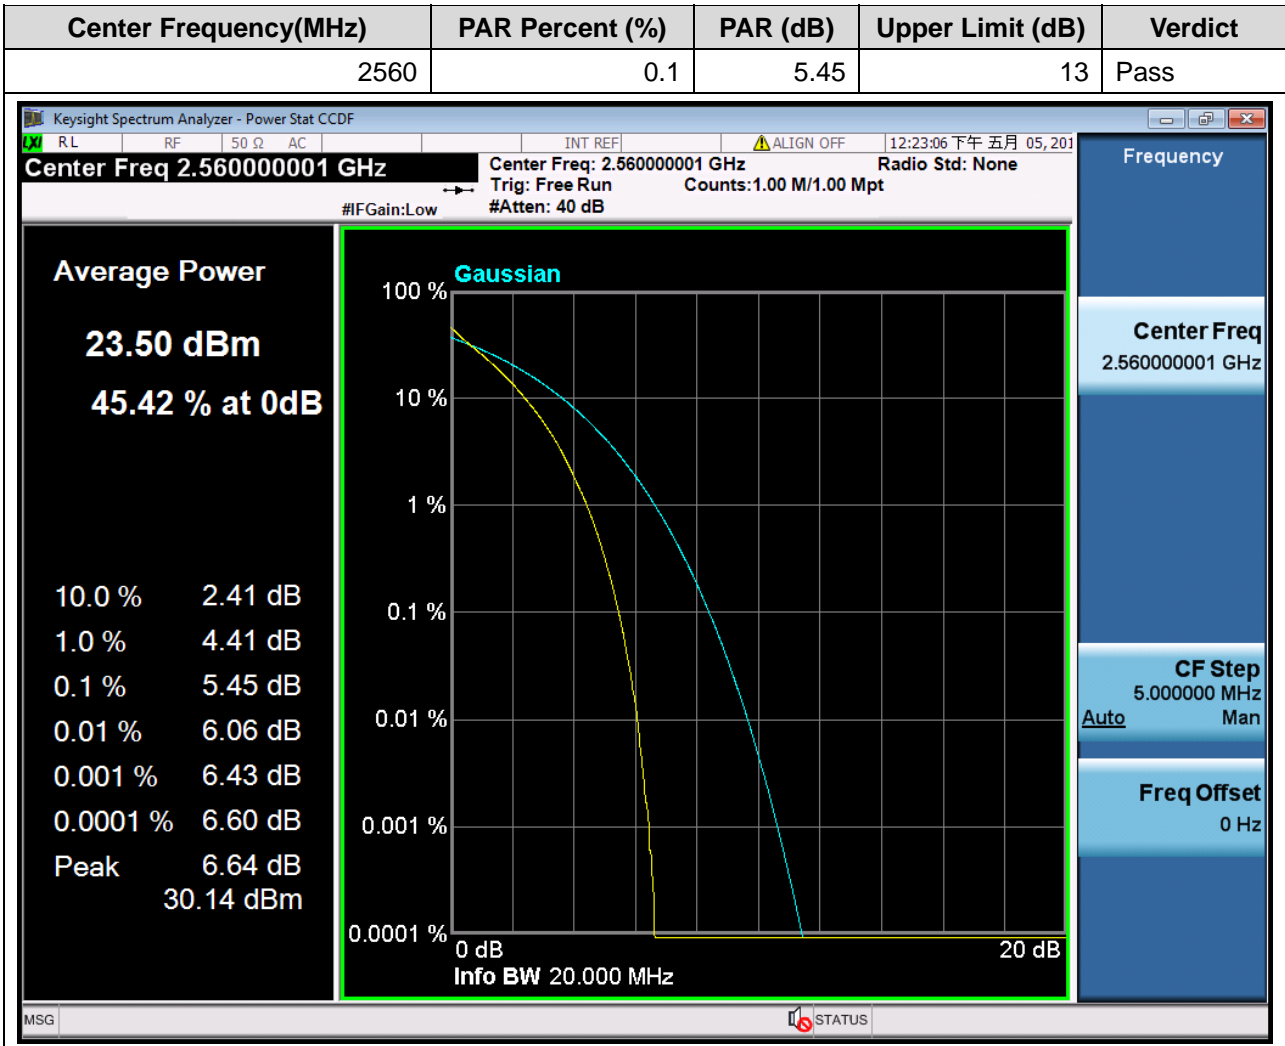 Center Frequency(MHz) PAR Percent (%) PAR (dB) Upper Limit (dB) Verdict
2560 0.1 5.45 13 Pass
Keysight Spectrum Analyzer - Power Stat CCDF
LXI RL RF 50 Ω AC INT REF ALIGN OFF 12:23:06 下午 五月 05, 201
Center Freq 2.560000001 GHz
Center Freq: 2.560000001 GHz Radio Std: None
Trig: Free Run Counts:1.00 M/1.00 Mpt
#IFGain:Low #Atten: 40 dB
Average Power
23.50 dBm
45.42 % at 0dB
10.0 % 2.41 dB
1.0 % 4.41 dB
0.1 % 5.45 dB
0.01 % 6.06 dB
0.001 % 6.43 dB
0.0001 % 6.60 dB
Peak 6.64 dB
30.14 dBm
Gaussian
100 %
10 %
1 %
0.1 %
0.01 %
0.001 %
0.0001 %
0 dB 20 dB
Info BW 20.000 MHz
Frequency
Center Freq
2.560000001 GHz
CF Step
5.000000 MHz
Auto Man
Freq Offset
0 Hz
MSG STATUS